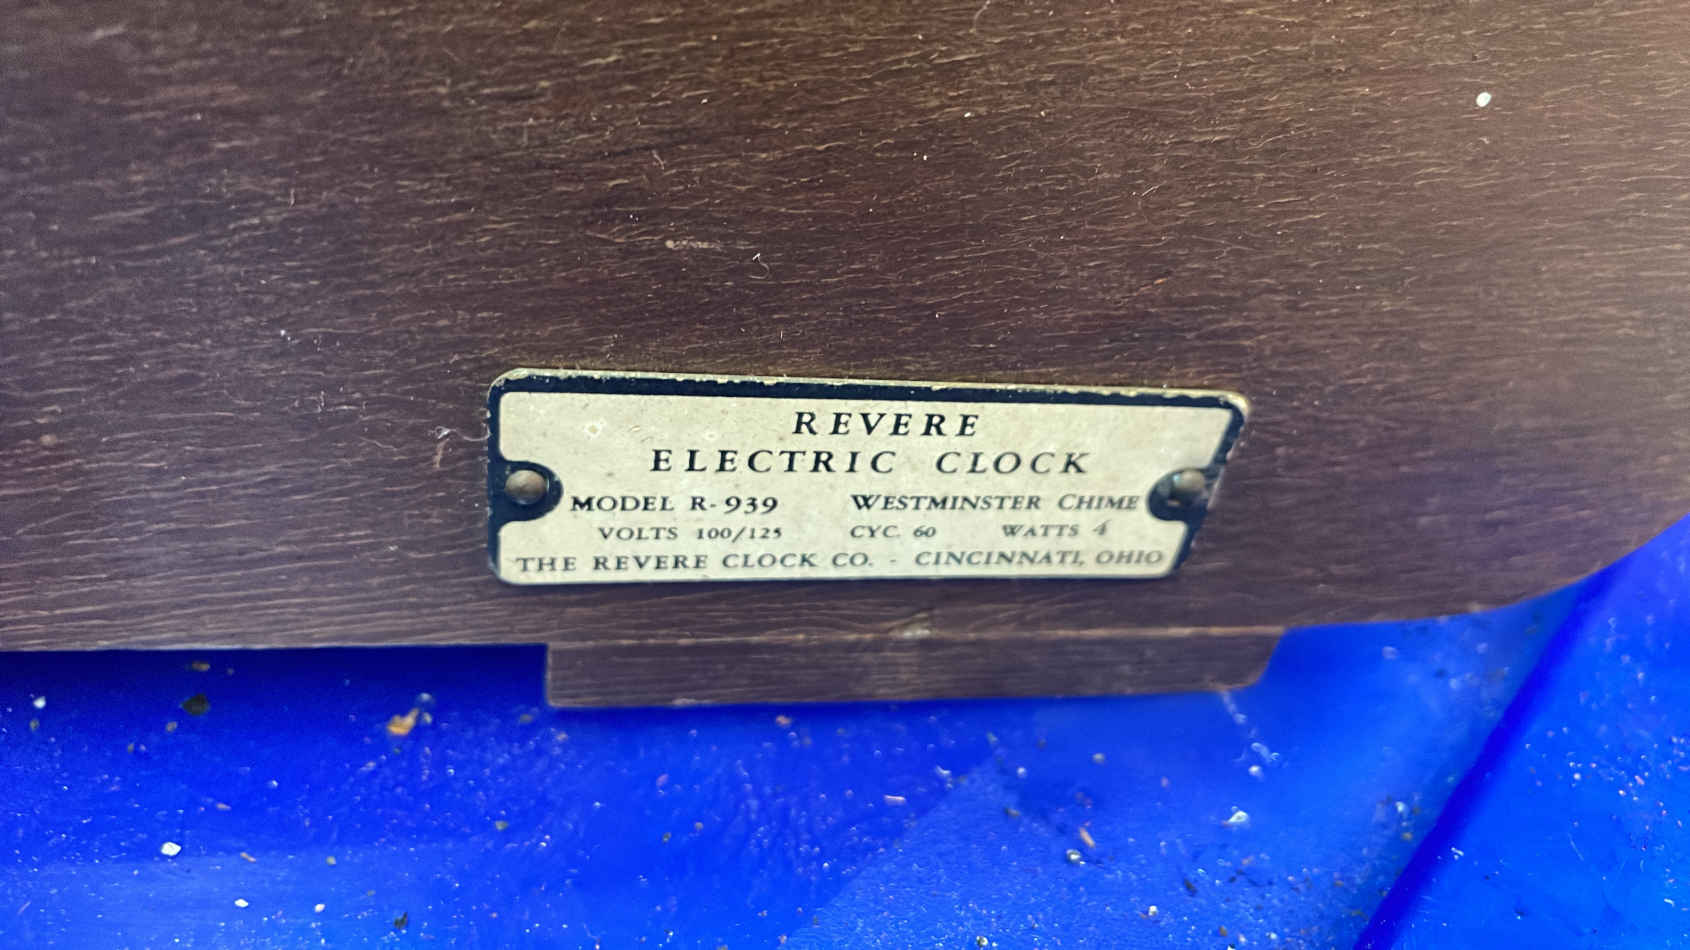 REVERE
ELECTRIC CLOCK
MODEL R-939 WESTMINSTER CHIME
VOLTS 100/125 CYC. 60 WATTS 4
THE REVERE CLOCK CO. - CINCINNATI, OHIO